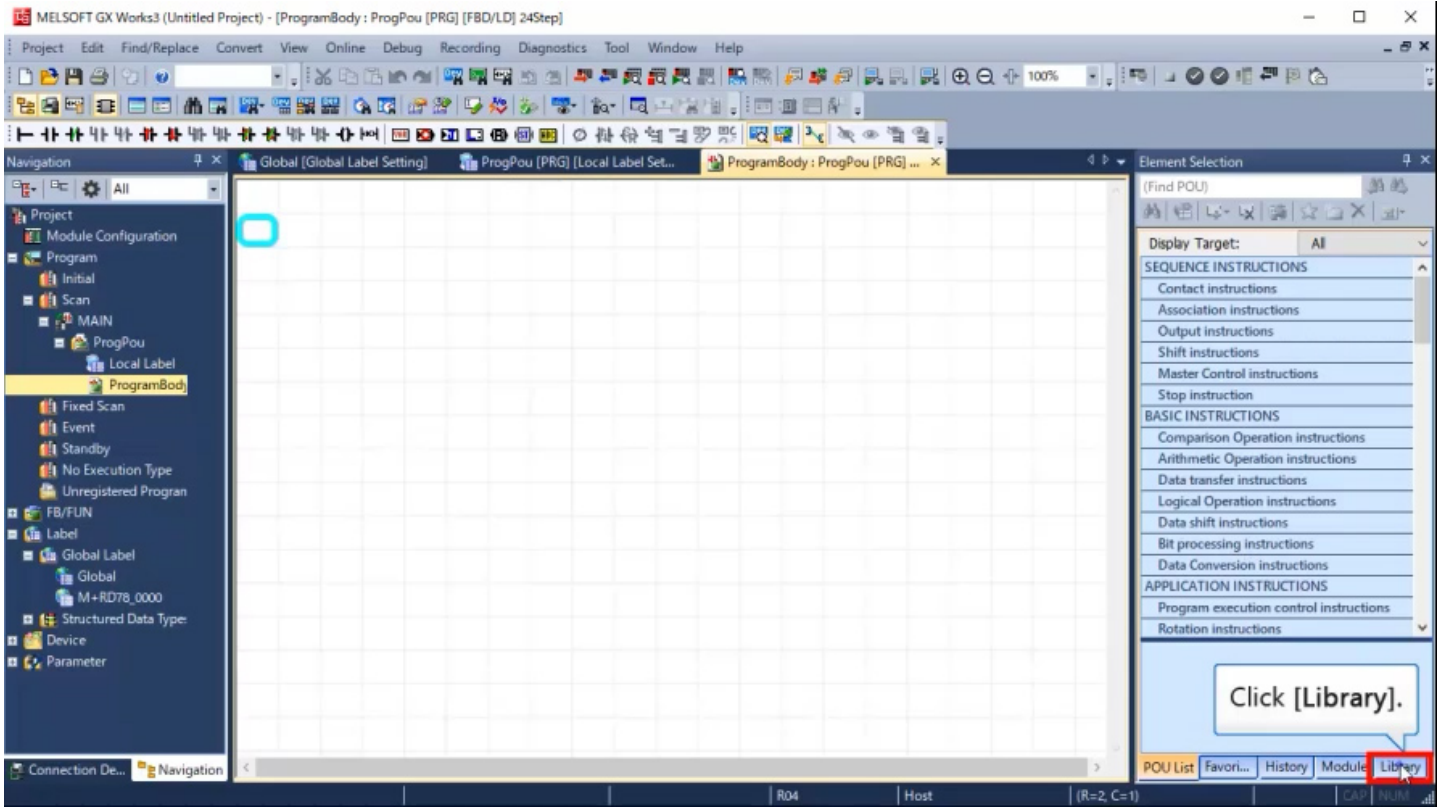 MELSOFT GX Works3 (Untitled Project) - [ProgramBody : ProgPou [PRG] [FBD/LD] 24Step]
Project Edit Find/Replace Convert View Online Debug Recording Diagnostics Tool Window Help
100%
Navigation
All
Project
Module Configuration
Program
Initial
Scan
MAIN
ProgPou
Local Label
ProgramBody
Fixed Scan
Event
Standby
No Execution Type
Unregistered Program
FB/FUN
Label
Global Label
Global
M+RD78_0000
Structured Data Type:
Device
Parameter
Connection De... Navigation
Global [Global Label Setting] ProgPou [PRG] [Local Label Set... ProgramBody : ProgPou [PRG] ...
Element Selection
(Find POU)
Display Target: All
SEQUENCE INSTRUCTIONS
Contact instructions
Association instructions
Output instructions
Shift instructions
Master Control instructions
Stop instruction
BASIC INSTRUCTIONS
Comparison Operation instructions
Arithmetic Operation instructions
Data transfer instructions
Logical Operation instructions
Data shift instructions
Bit processing instructions
Data Conversion instructions
APPLICATION INSTRUCTIONS
Program execution control instructions
Rotation instructions
Click [Library].
POU List Favori... History Module Library
R04 Host (R=2, C=1) CAP NUM